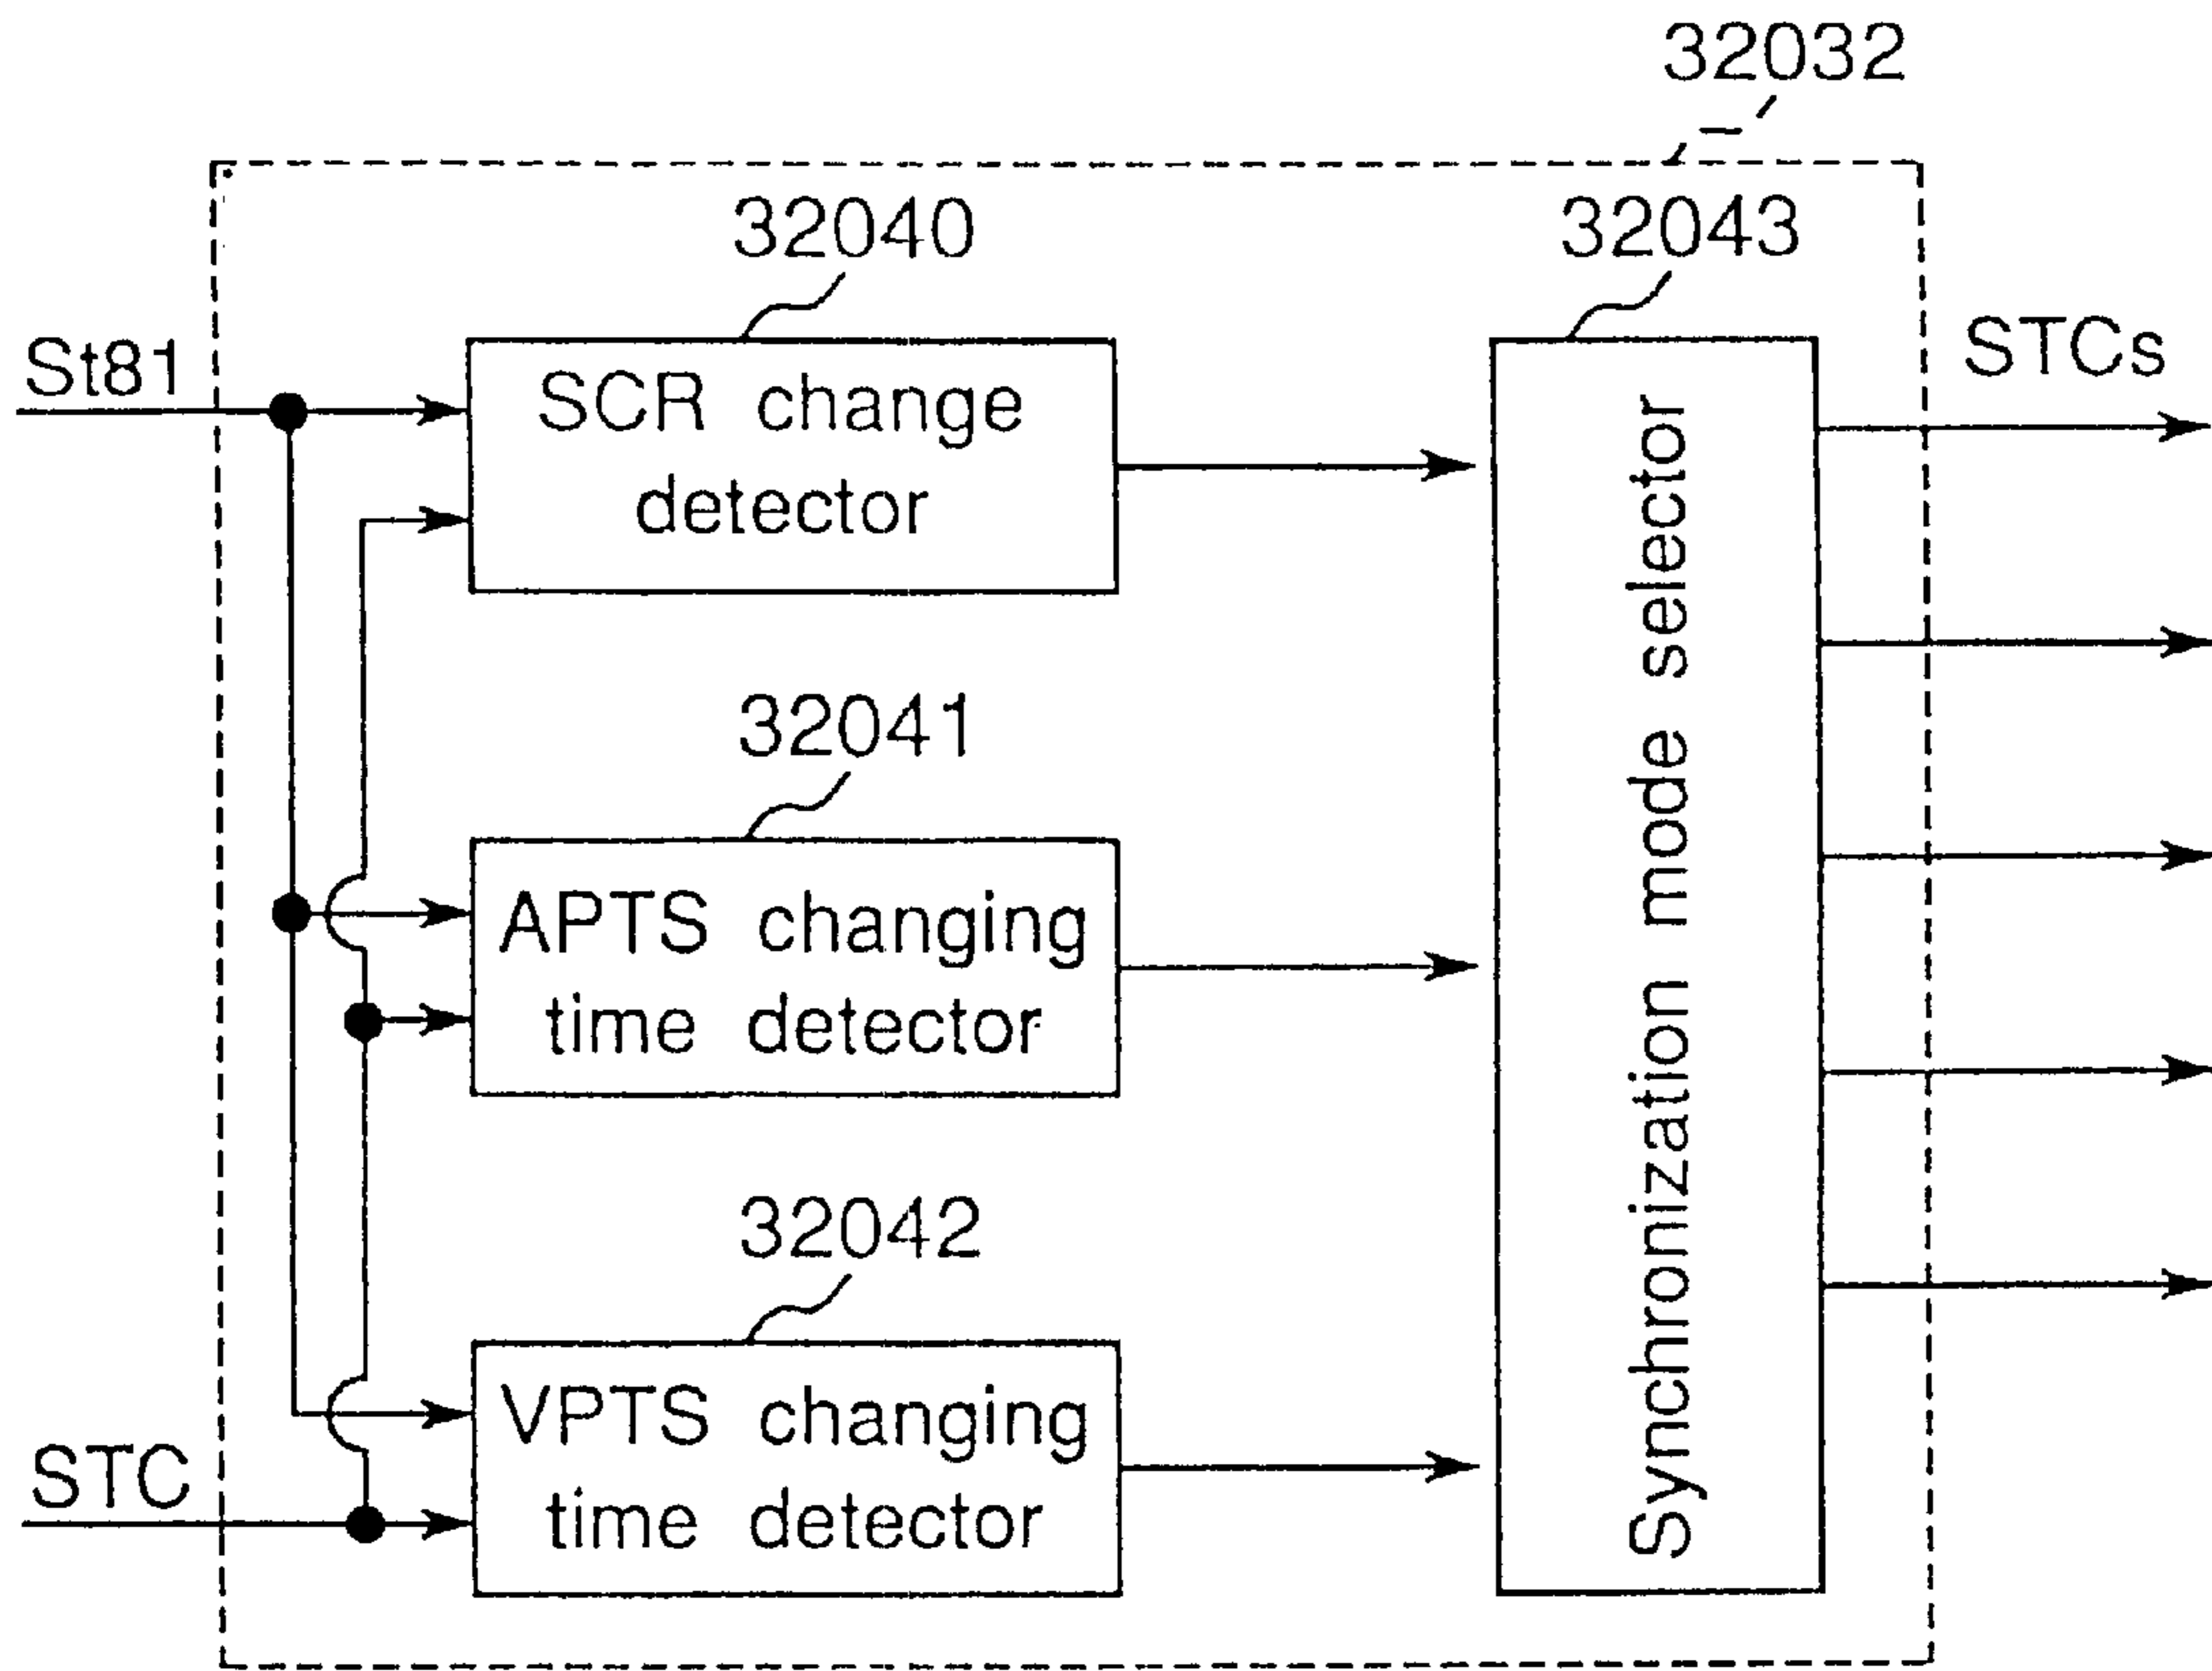 32032
32040
32043
St81
SCR change
detector
STCs
32041
APTS changing
time detector
Synchronization mode selector
32042
VPTS changing
time detector
STC